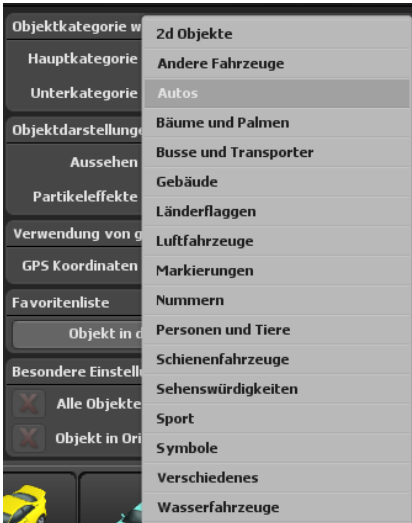 Objektkategorie w
Hauptkategorie
Unterkategorie
Objektdarstellunge
Aussehen
Partikeleffekte
Verwendung von g
GPS Koordinaten
Favoritenliste
Objekt in d
Besondere Einstell
Alle Objekte
Objekt in Ori
2d Objekte
Andere Fahrzeuge
Autos
Bäume und Palmen
Busse und Transporter
Gebäude
Länderflaggen
Luftfahrzeuge
Markierungen
Nummern
Personen und Tiere
Schienenfahrzeuge
Sehenswürdigkeiten
Sport
Symbole
Verschiedenes
Wasserfahrzeuge